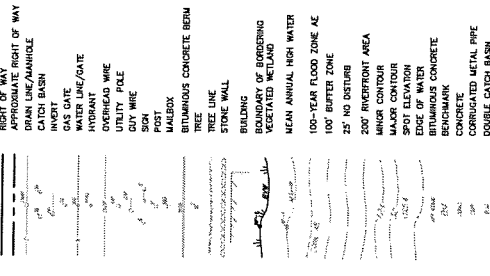 RIGHT OF WAY
APPROXIMATE RIGHT OF WAY
DRAIN LINE/MANHOLE
CATCH BASIN
INVERT
GAS GATE
WATER LINE/GATE
HYDRANT
OVERHEAD WIRE
UTILITY POLE
GUY WIRE
SIGN
POST
MAILBOX
BITUMINOUS CONCRETE BERM
TREE
TREE LINE
STONE WALL
BUILDING
BOUNDARY OF BORDERING
VEGETATED WETLAND
MEAN ANNUAL HIGH WATER
100-YEAR FLOOD ZONE AE
100' BUFFER ZONE
25' NO DISTURB
200' RIVERFRONT AREA
MINOR CONTOUR
MAJOR CONTOUR
SPOT ELEVATION
EDGE OF WATER
BITUMINOUS CONCRETE
BENCHMARK
CONCRETE
CORRUGATED METAL PIPE
DOUBLE CATCH BASIN